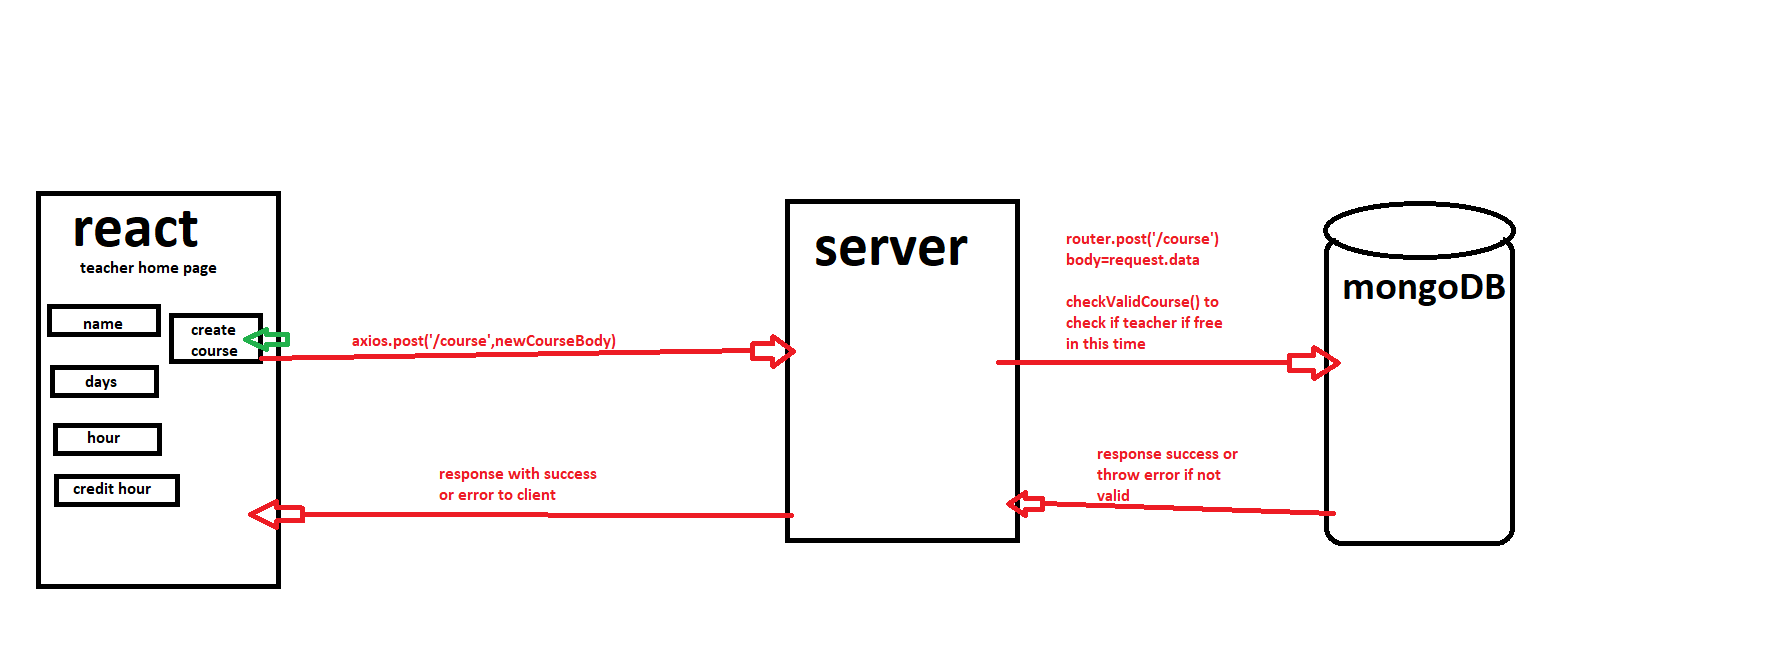 react
teacher home page
name
create
course
days
hour
credit hour
axios.post('/course',newCourseBody)
response with success
or error to client
server
router.post('/course')
body=request.data
checkValidCourse() to
check if teacher if free
in this time
response success or
throw error if not
valid
mongoDB